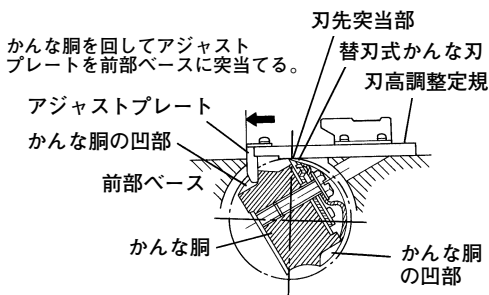 刃先突当部
かんな胴を回してアジャスト
プレートを前部ベースに突当てる。
替刃式かんな刃
刃高調整定規
アジャストプレート
かんな胴の凹部
前部ベース
かんな胴
かんな胴
の凹部